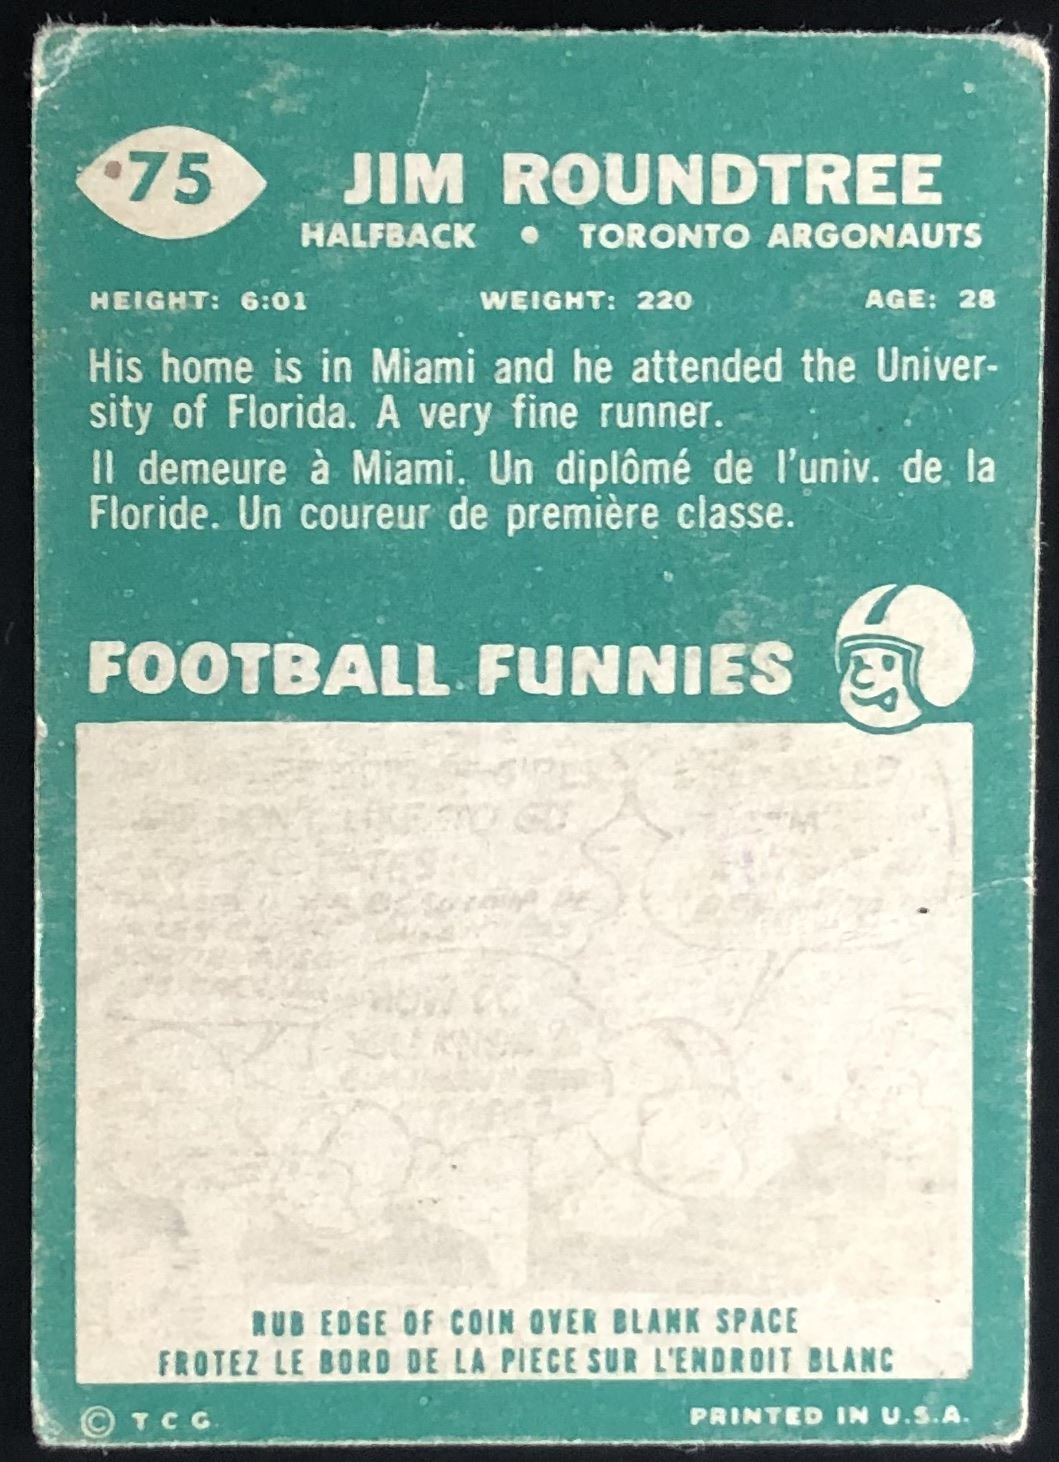 75
JIM ROUNDTREE
HALFBACK • TORONTO ARGONAUTS
HEIGHT: 6:01 WEIGHT: 220 AGE: 28
His home is in Miami and he attended the Univer-
sity of Florida. A very fine runner.
Il demeure à Miami. Un diplômé de l'univ. de la
Floride. Un coureur de première classe.
FOOTBALL FUNNIES
RUB EDGE OF COIN OVER BLANK SPACE
FROTEZ LE BORD DE LA PIECE SUR L'ENDROIT BLANC
© T C G. PRINTED IN U.S.A.